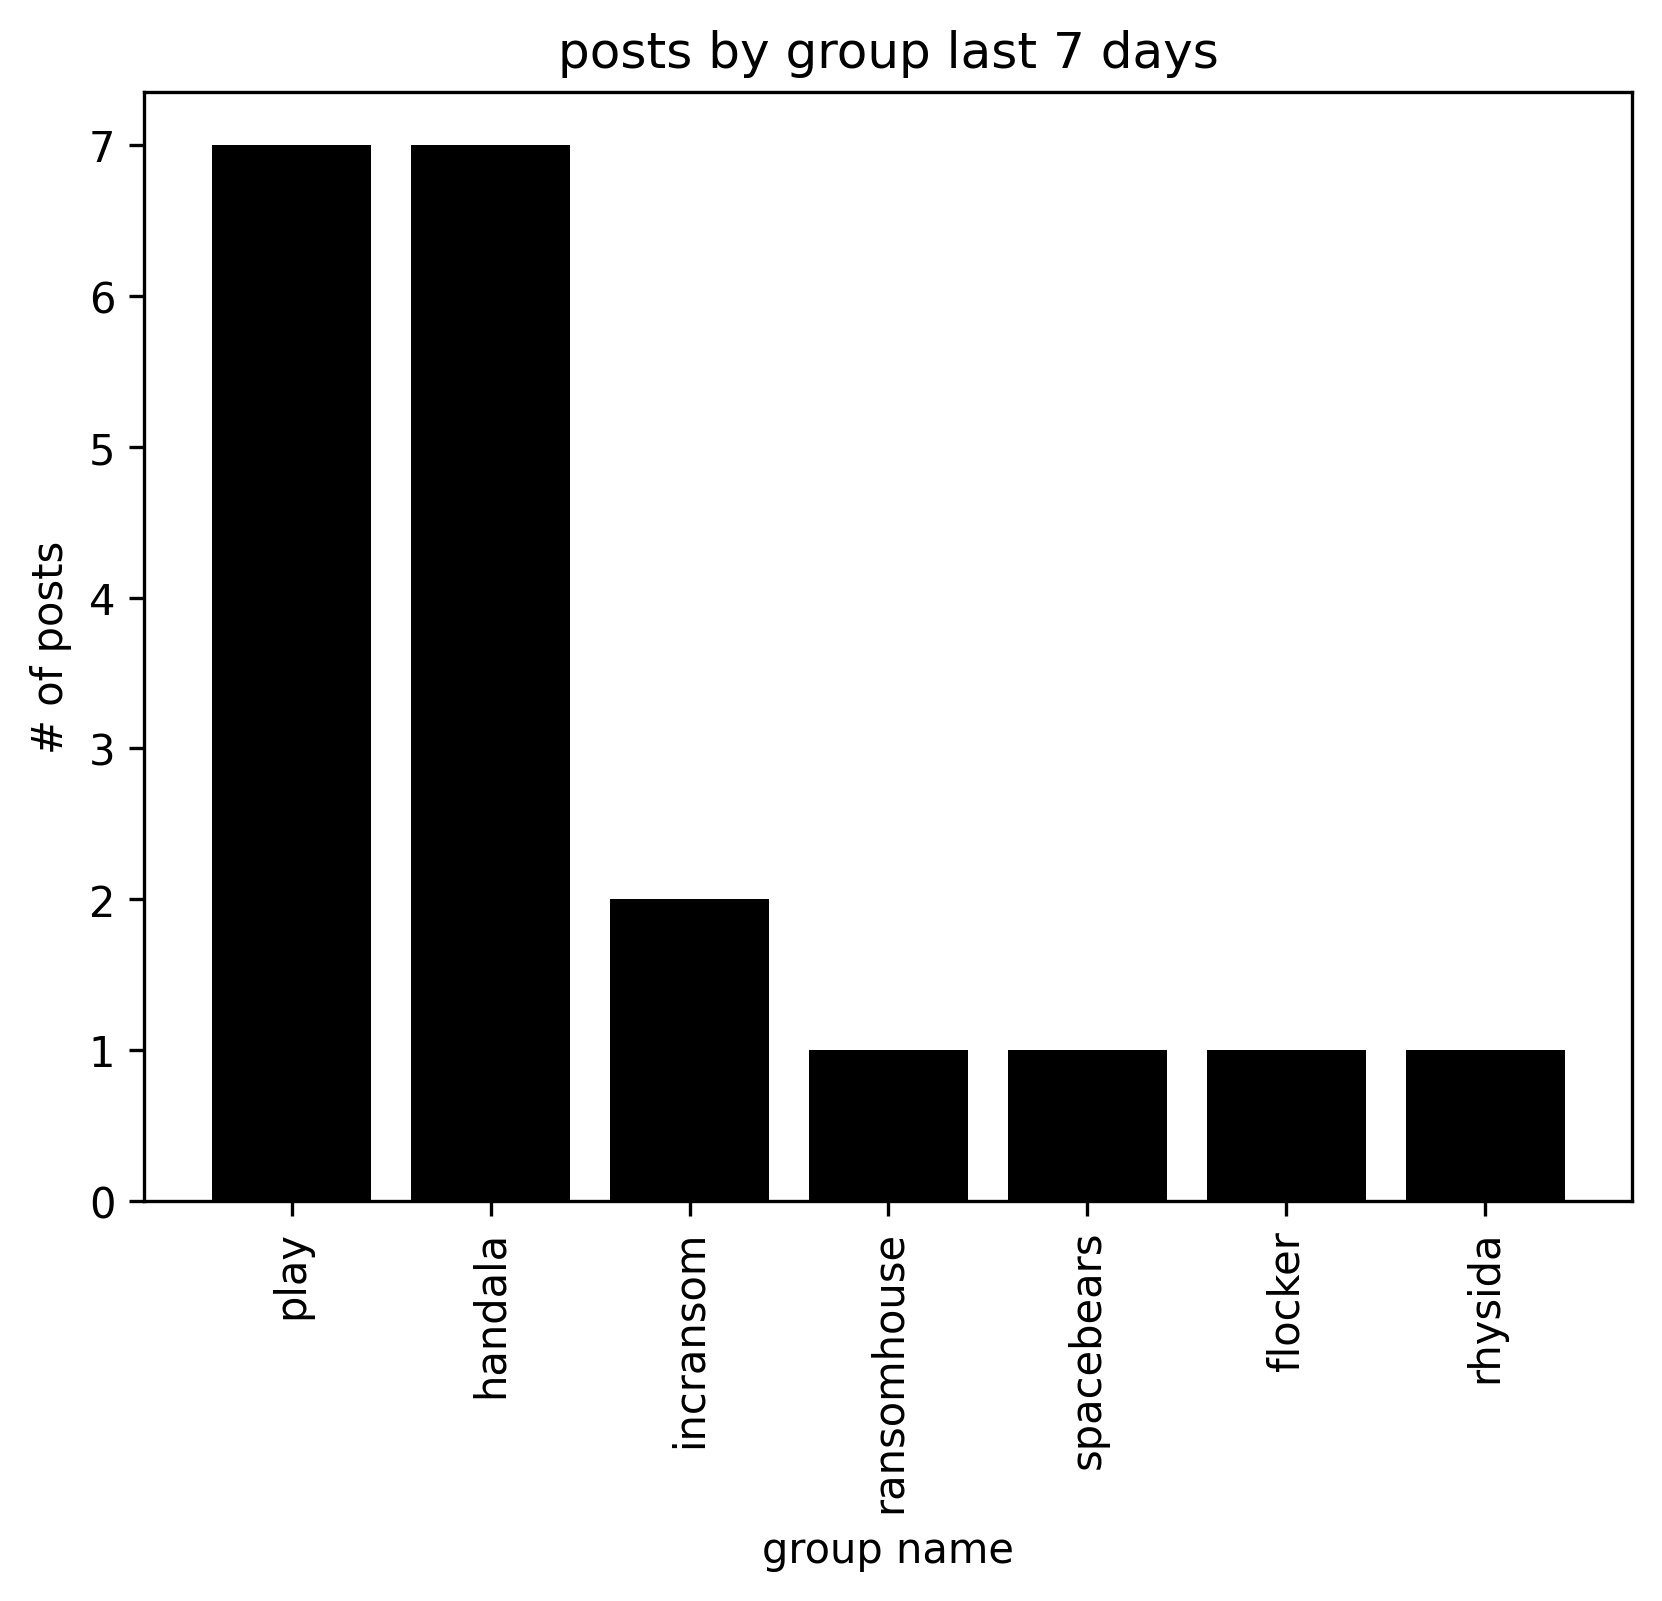 posts by group last 7 days
# of posts
7
6
5
4
3
2
1
0
play
handala
incransom
ransomhouse
spacebears
flocker
rhysida
group name